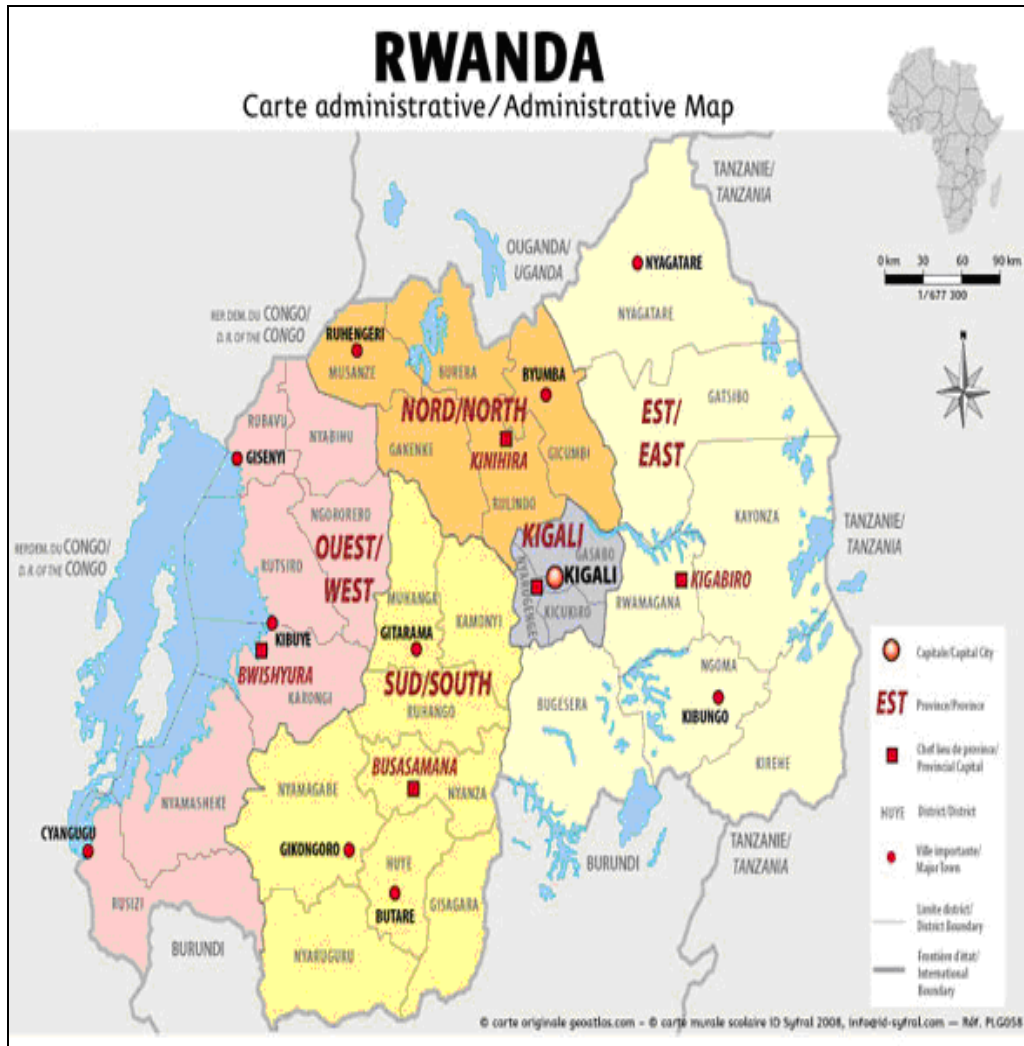 RWANDA
Carte administrative/Administrative Map
TANZANIE/
TANZANIA
OUGANDA/
UGANDA
0 km 30 60 90 km
1/677 300
N
NYAGATARE
NYAGATARE
REP. DEM. DU CONGO/
D. R. OF THE CONGO
RUHENGERI
MUSANZE
BURERA
BYUMBA
NORD/NORTH
KINIHIRA
GAKENKE
GICUMBI
RULINDO
EST/
EAST
GATSIBO
KAYONZA
RUBAVU
NYABIHU
GISENYI
NGOROREBO
OUEST/
WEST
RUTSIRO
REP.DEM. DU CONGO/
D. R. OF THE CONGO
KIGALI
GASABO
KIGALI
NYARUGENGE
KICUKIRO
KIGABIRO
RWAMAGANA
TANZANIE/
TANZANIA
MUHANGA
KAMONYI
GITARAMA
KIBUYE
BWISHYURA
KARONGI
SUD/SOUTH
RUHANGO
BUGESERA
NGOMA
KIBUNGO
KIREHE
BUSASAMANA
NYAMAGABE
NYANZA
NYAMASHEKE
CYANGUGU
GIKONGORO
HUYE
BUTARE
GISAGARA
RUSIZI
NYARUGURU
BURUNDI
BURUNDI
TANZANIE/
TANZANIA
Capitale/Capital City
EST Province/Province
Chef lieu de province/
Provincial Capital
HUYE District/District
Ville importante/
Major Town
Limite district/
District Boundary
Frontière d'état/
International
Boundary
© carte originale geoatlas.com - © carte murale scolaire ID Syfral 2008, info@id-syfral.com — Réf. PLG058